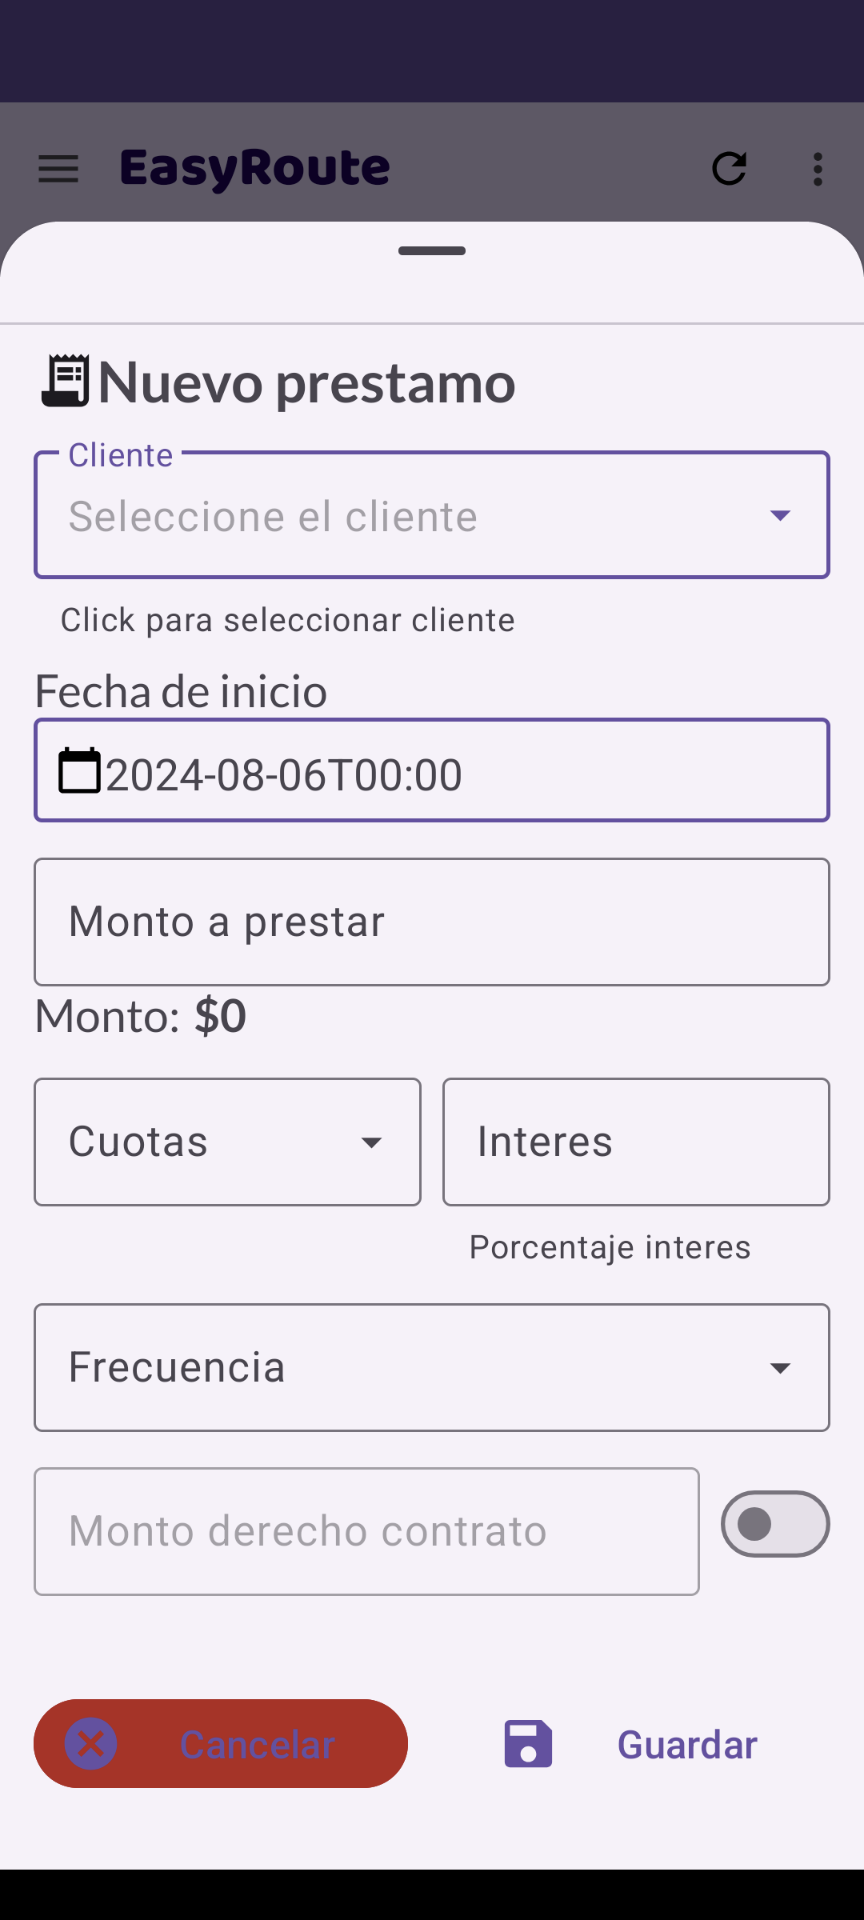 EasyRoute
Nuevo prestamo
Cliente
Seleccione el cliente
Click para seleccionar cliente
Fecha de inicio
2024-08-06T00:00
Monto a prestar
Monto: $0
Cuotas
Interes
Porcentaje interes
Frecuencia
Monto derecho contrato
Cancelar
Guardar